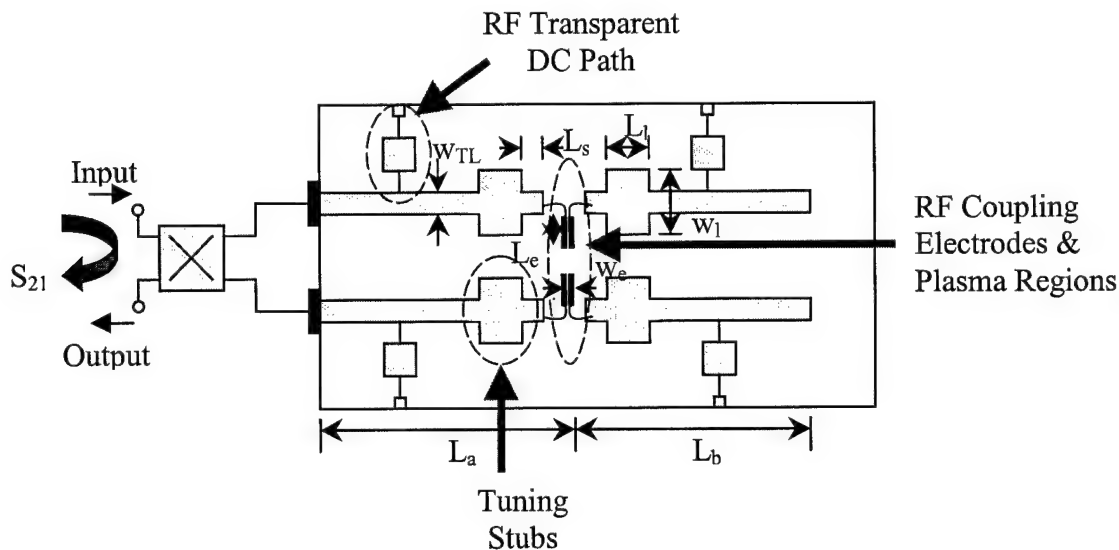 RF Transparent
DC Path
Input
W_TL
L_s
L_l
w_l
L_e
w_e
S_21
Output
RF Coupling
Electrodes &
Plasma Regions
L_a
L_b
Tuning
Stubs